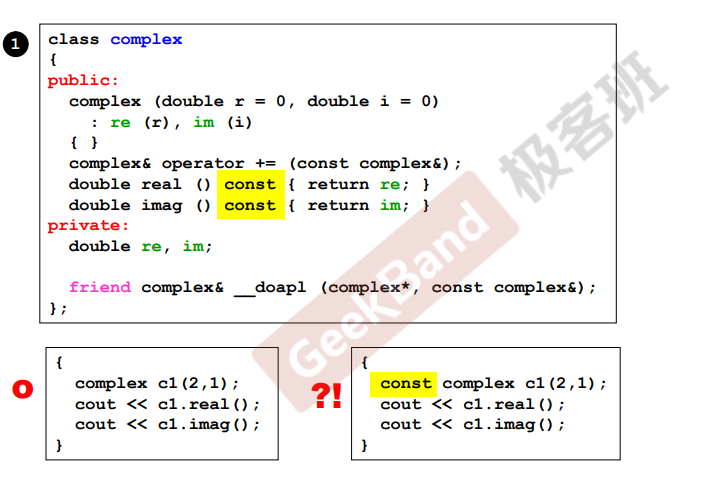 1
class complex
{
public:
  complex (double r = 0, double i = 0)
    : re (r), im (i)
  { }
  complex& operator += (const complex&);
  double real () const { return re; }
  double imag () const { return im; }
private:
  double re, im;
  friend complex& __doapl (complex*, const complex&);
};
GeekBand 极客班
O
{
  complex c1(2,1);
  cout << c1.real();
  cout << c1.imag();
}
?!
{
  const complex c1(2,1);
  cout << c1.real();
  cout << c1.imag();
}